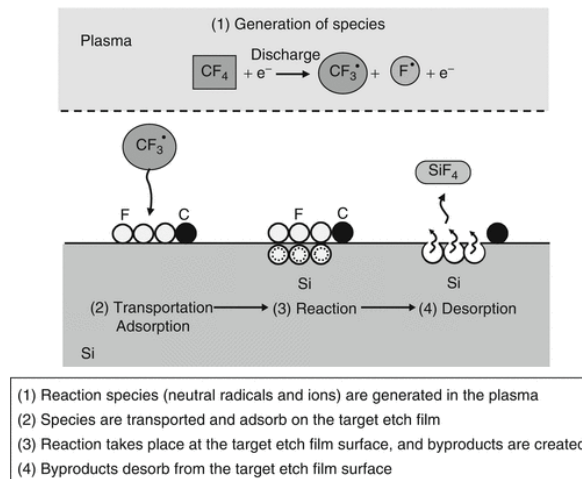 (1) Generation of species
Plasma
Discharge
CF₄ + e⁻ → CF₃• + F• + e⁻
CF₃•
SiF₄
F C F C
Si Si
(2) Transportation → (3) Reaction → (4) Desorption
Adsorption
Si
(1) Reaction species (neutral radicals and ions) are generated in the plasma
(2) Species are transported and adsorb on the target etch film
(3) Reaction takes place at the target etch film surface, and byproducts are created
(4) Byproducts desorb from the target etch film surface